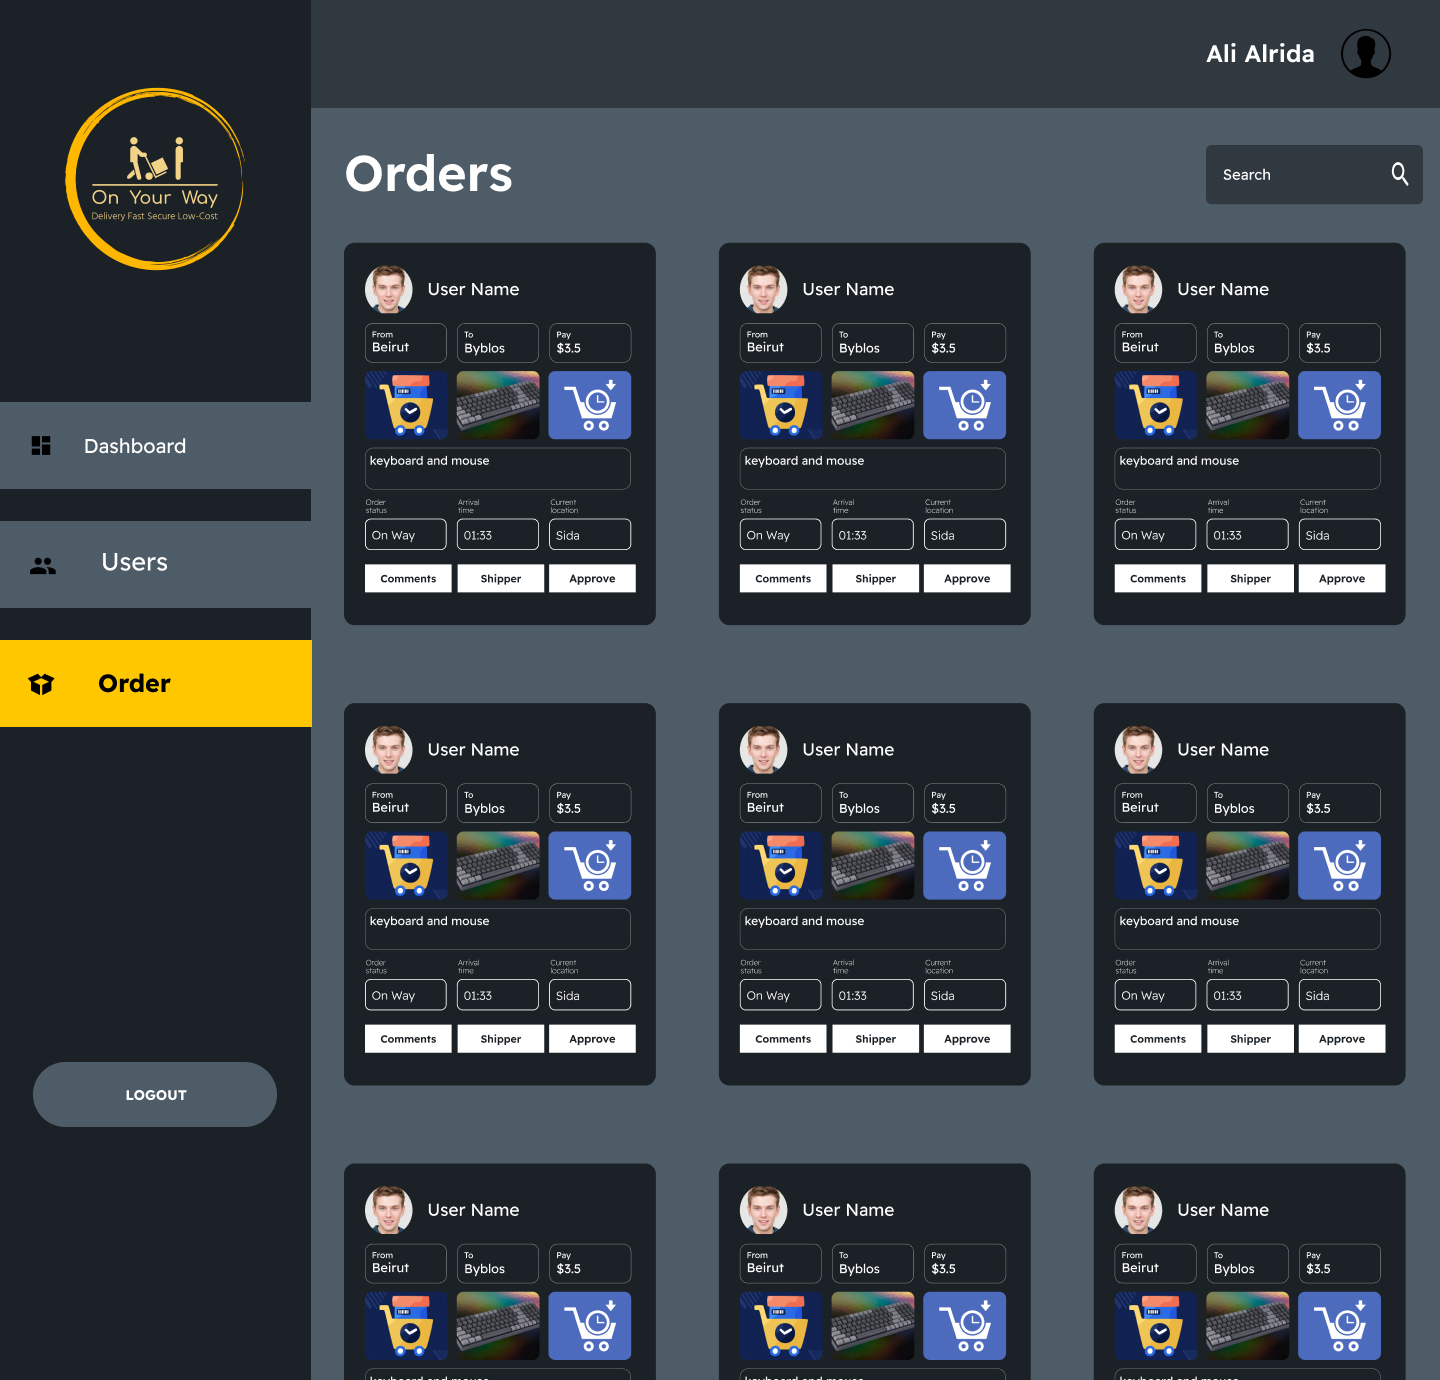 Ali Alrida
On Your Way
Delivery Fast Secure Low-Cost
Dashboard
Users
Order
LOGOUT
Orders
Search
User Name
From
Beirut
To
Byblos
Pay
$3.5
keyboard and mouse
Order
status
On Way
Arrival
time
01:33
Current
location
Sida
Comments
Shipper
Approve
User Name
From
Beirut
To
Byblos
Pay
$3.5
keyboard and mouse
Order
status
On Way
Arrival
time
01:33
Current
location
Sida
Comments
Shipper
Approve
User Name
From
Beirut
To
Byblos
Pay
$3.5
keyboard and mouse
Order
status
On Way
Arrival
time
01:33
Current
location
Sida
Comments
Shipper
Approve
User Name
From
Beirut
To
Byblos
Pay
$3.5
keyboard and mouse
Order
status
On Way
Arrival
time
01:33
Current
location
Sida
Comments
Shipper
Approve
User Name
From
Beirut
To
Byblos
Pay
$3.5
keyboard and mouse
Order
status
On Way
Arrival
time
01:33
Current
location
Sida
Comments
Shipper
Approve
User Name
From
Beirut
To
Byblos
Pay
$3.5
keyboard and mouse
Order
status
On Way
Arrival
time
01:33
Current
location
Sida
Comments
Shipper
Approve
User Name
From
Beirut
To
Byblos
Pay
$3.5
User Name
From
Beirut
To
Byblos
Pay
$3.5
User Name
From
Beirut
To
Byblos
Pay
$3.5